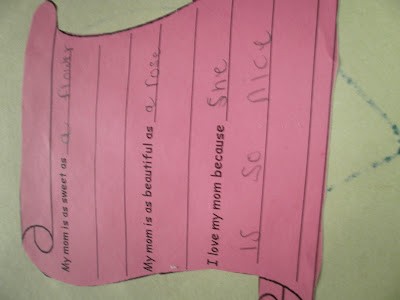 My mom is as sweet as a flower
My mom is as beautiful as a rose
I love my mom because she
is so nice